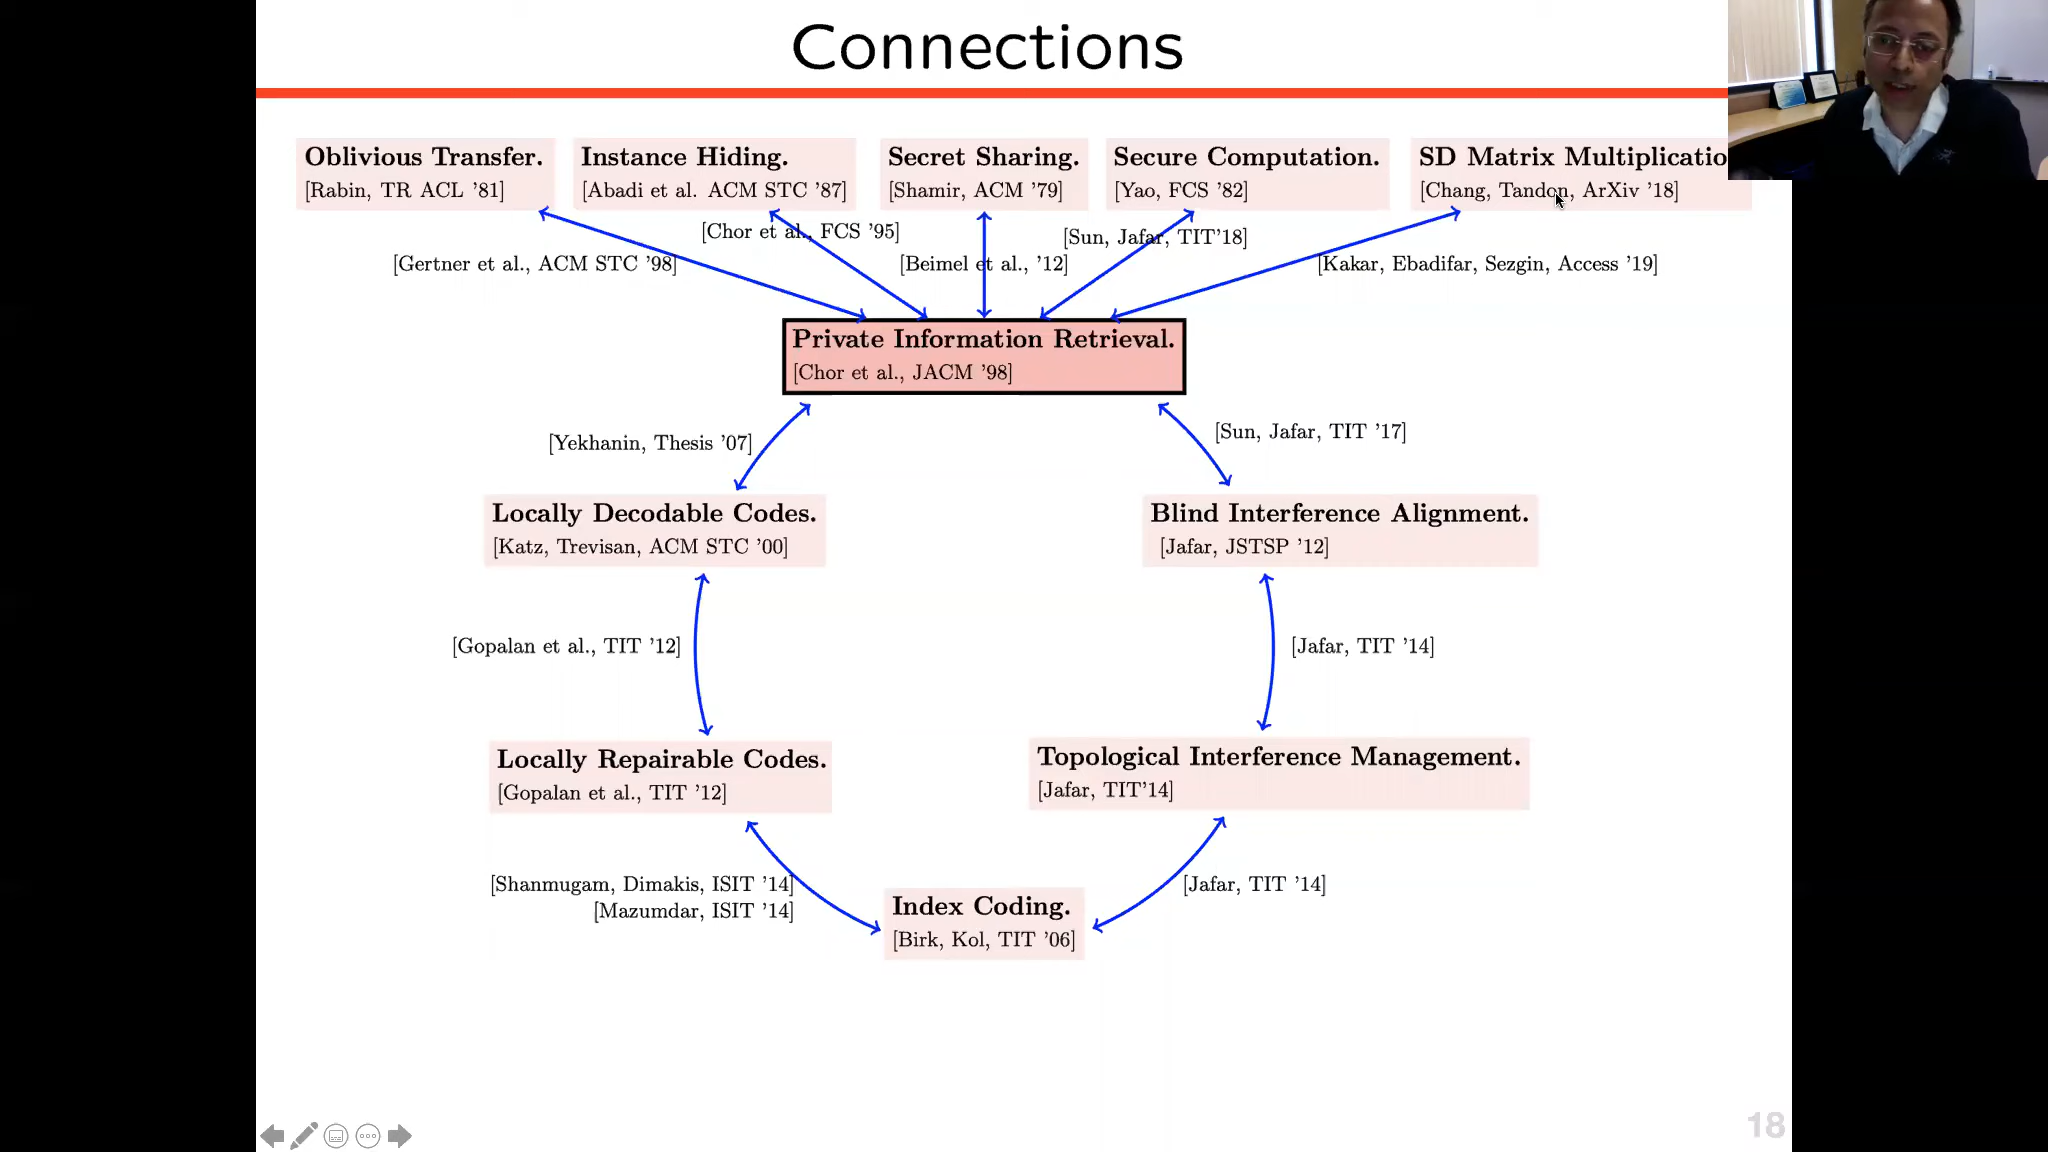 Connections
Oblivious Transfer.
[Rabin, TR ACL '81]
Instance Hiding.
[Abadi et al. ACM STC '87]
Secret Sharing.
[Shamir, ACM '79]
Secure Computation.
[Yao, FCS '82]
SD Matrix Multiplicatio
[Chang, Tandon, ArXiv '18]
[Gertner et al., ACM STC '98]
[Chor et al., FCS '95]
[Beimel et al., '12]
[Sun, Jafar, TIT'18]
[Kakar, Ebadifar, Sezgin, Access '19]
Private Information Retrieval.
[Chor et al., JACM '98]
[Yekhanin, Thesis '07]
[Sun, Jafar, TIT '17]
Locally Decodable Codes.
[Katz, Trevisan, ACM STC '00]
Blind Interference Alignment.
[Jafar, JSTSP '12]
[Gopalan et al., TIT '12]
[Jafar, TIT '14]
Locally Repairable Codes.
[Gopalan et al., TIT '12]
Topological Interference Management.
[Jafar, TIT'14]
[Shanmugam, Dimakis, ISIT '14]
[Mazumdar, ISIT '14]
[Jafar, TIT '14]
Index Coding.
[Birk, Kol, TIT '06]
18